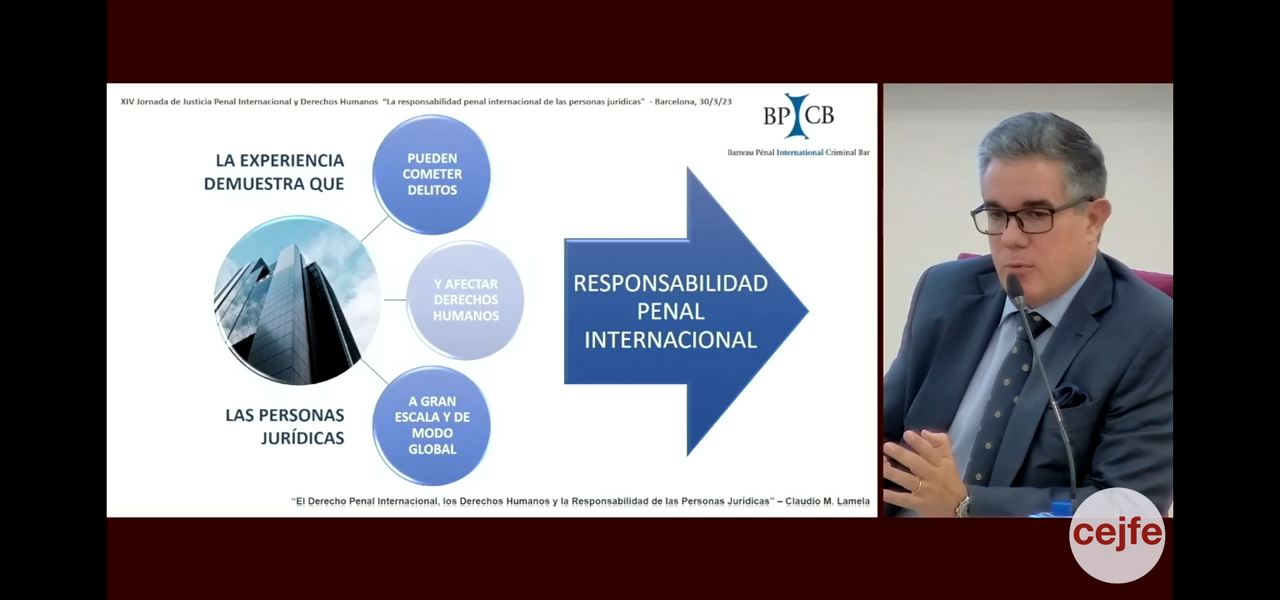 XIV Jornada de Justicia Penal Internacional y Derechos Humanos "La responsabilidad penal internacional de las personas jurídicas" - Barcelona, 30/3/23
BPICB
Barreau Pénal International Criminal Bar
LA EXPERIENCIA
DEMUESTRA QUE
PUEDEN
COMETER
DELITOS
Y AFECTAR
DERECHOS
HUMANOS
LAS PERSONAS
JURÍDICAS
A GRAN
ESCALA Y DE
MODO
GLOBAL
RESPONSABILIDAD
PENAL
INTERNACIONAL
"El Derecho Penal Internacional, los Derechos Humanos y la Responsabilidad de las Personas Jurídicas" – Claudio M. Lamela
cejfe